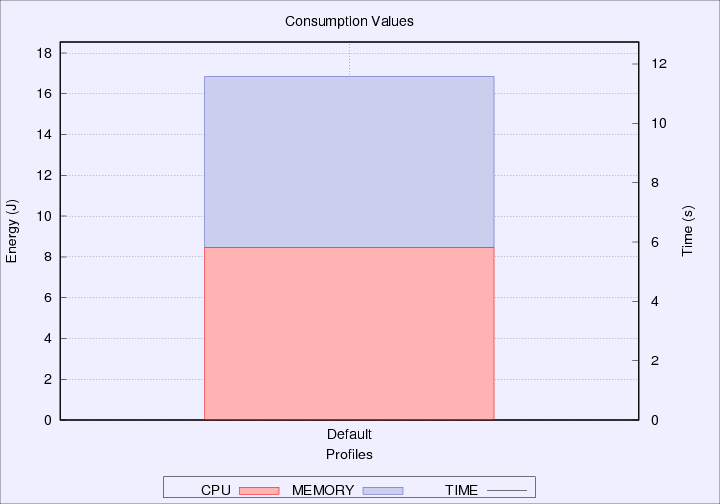 Consumption Values
18
16
14
12
10
8
6
4
2
0
Energy (J)
12
10
8
6
4
2
0
Time (s)
Default
Profiles
CPU MEMORY TIME